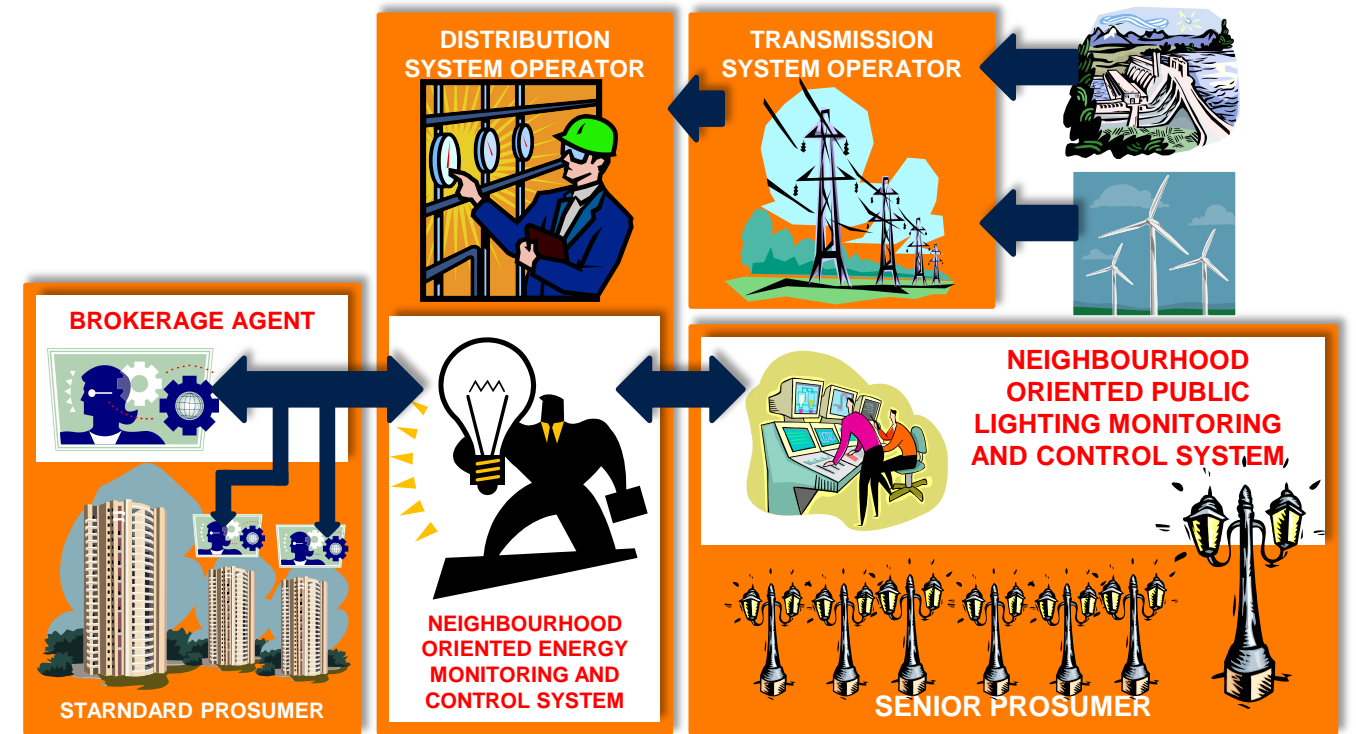 DISTRIBUTION
SYSTEM OPERATOR
TRANSMISSION
SYSTEM OPERATOR
BROKERAGE AGENT
STARNDARD PROSUMER
NEIGHBOURHOOD
ORIENTED ENERGY
MONITORING AND
CONTROL SYSTEM
NEIGHBOURHOOD
ORIENTED PUBLIC
LIGHTING MONITORING
AND CONTROL SYSTEM
SENIOR PROSUMER